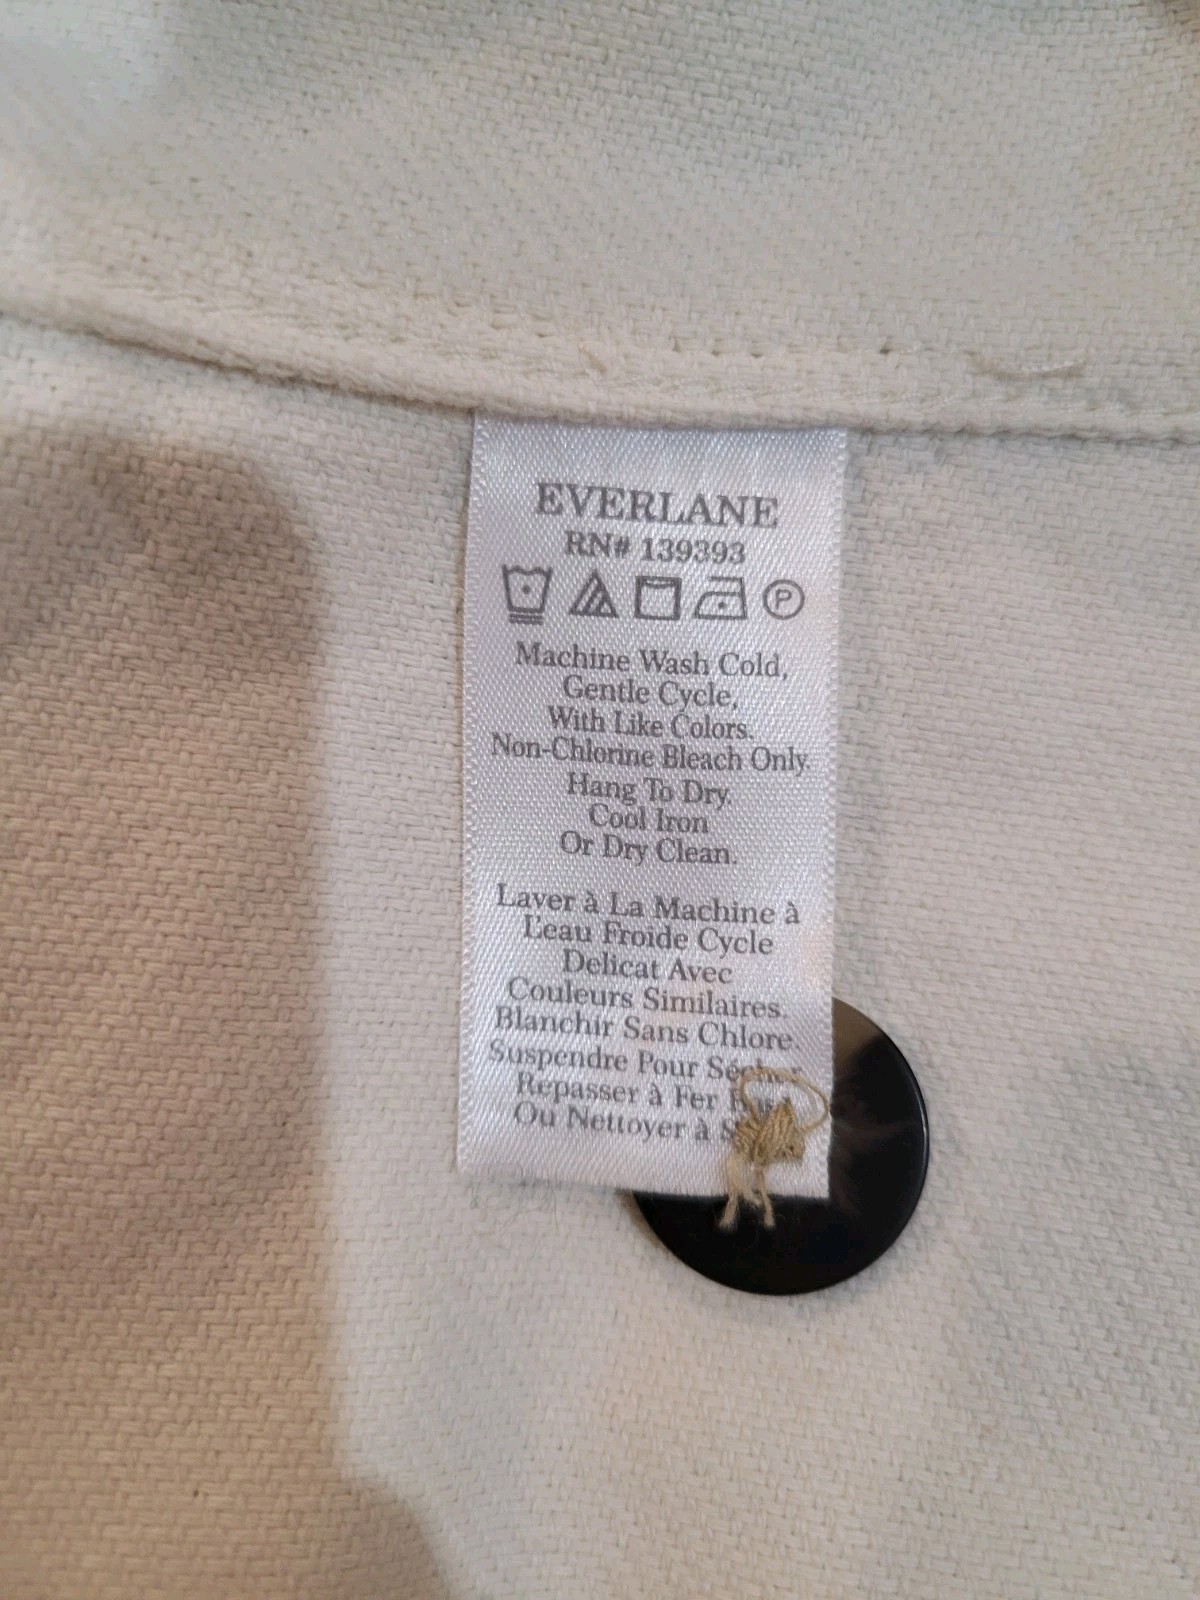 EVERLANE
RN# 139393
P
Machine Wash Cold,
Gentle Cycle,
With Like Colors.
Non-Chlorine Bleach Only.
Hang To Dry.
Cool Iron
Or Dry Clean.
Laver à La Machine à
L'eau Froide Cycle
Delicat Avec
Couleurs Similaires.
Blanchir Sans Chlore.
Suspendre Pour Sécher
Repasser à Fer
Ou Nettoyer à